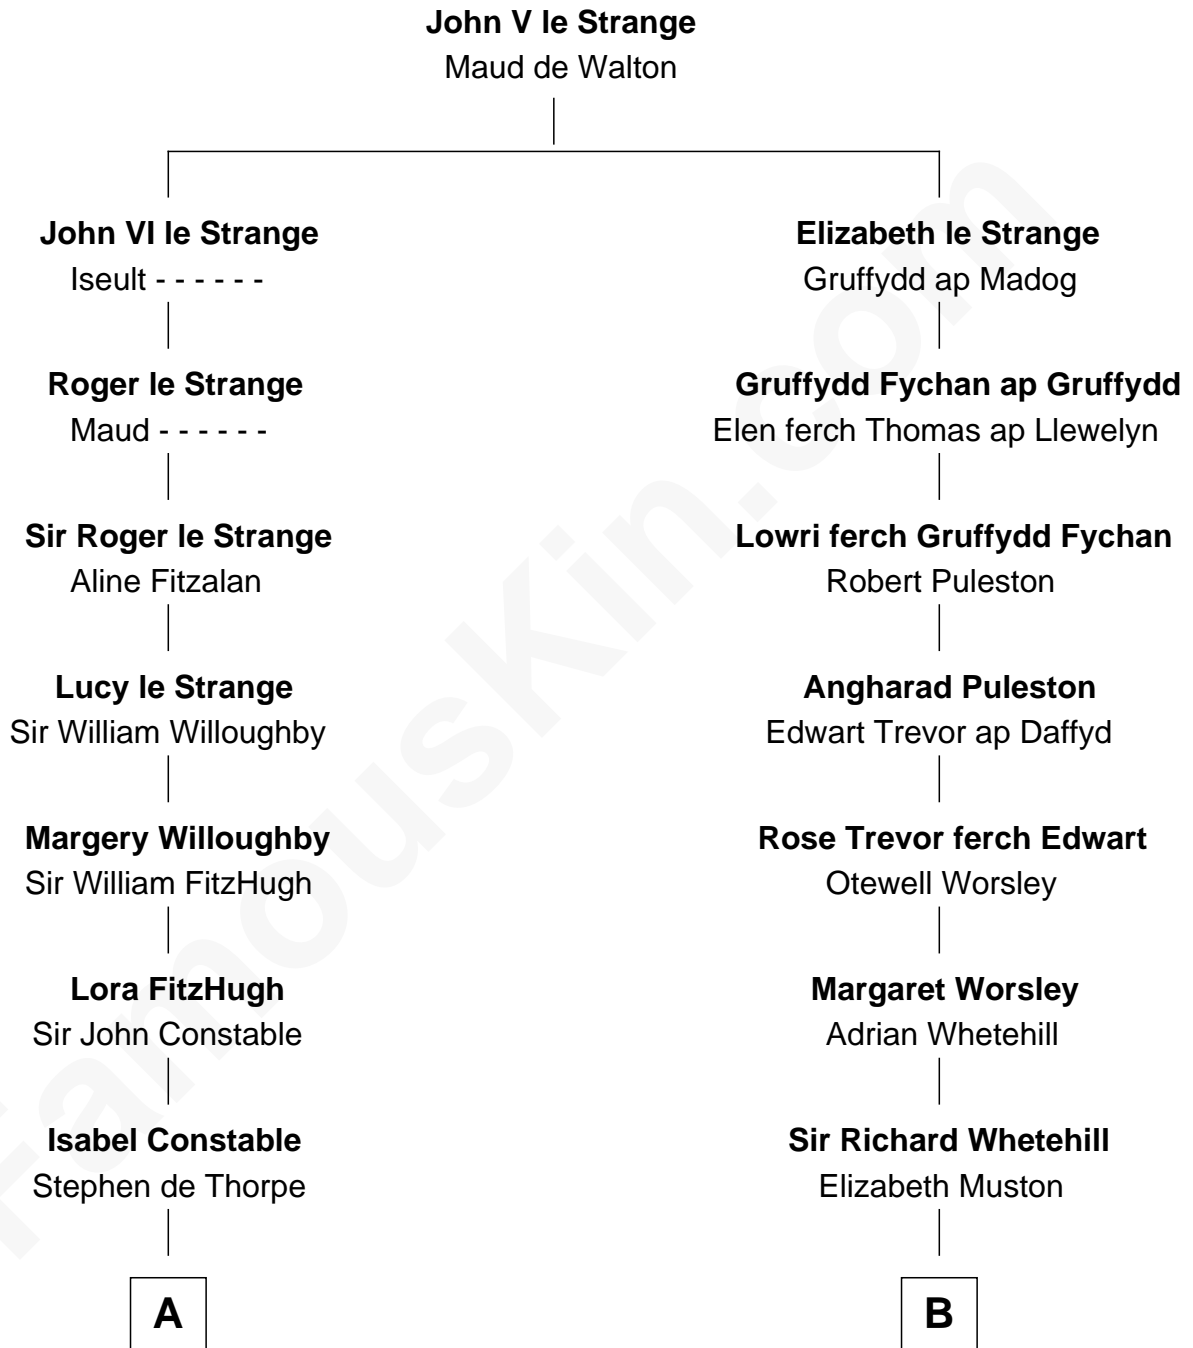 John V le Strange
Maud de Walton
John VI le Strange
Iseult - - - - - -
Roger le Strange
Maud - - - - - -
Sir Roger le Strange
Aline Fitzalan
Lucy le Strange
Sir William Willoughby
Margery Willoughby
Sir William FitzHugh
Lora FitzHugh
Sir John Constable
Isabel Constable
Stephen de Thorpe
A
Elizabeth le Strange
Gruffydd ap Madog
Gruffydd Fychan ap Gruffydd
Elen ferch Thomas ap Llewelyn
Lowri ferch Gruffydd Fychan
Robert Puleston
Angharad Puleston
Edwart Trevor ap Daffyd
Rose Trevor ferch Edwart
Otewell Worsley
Margaret Worsley
Adrian Whetehill
Sir Richard Whetehill
Elizabeth Muston
B
FamousKin.com